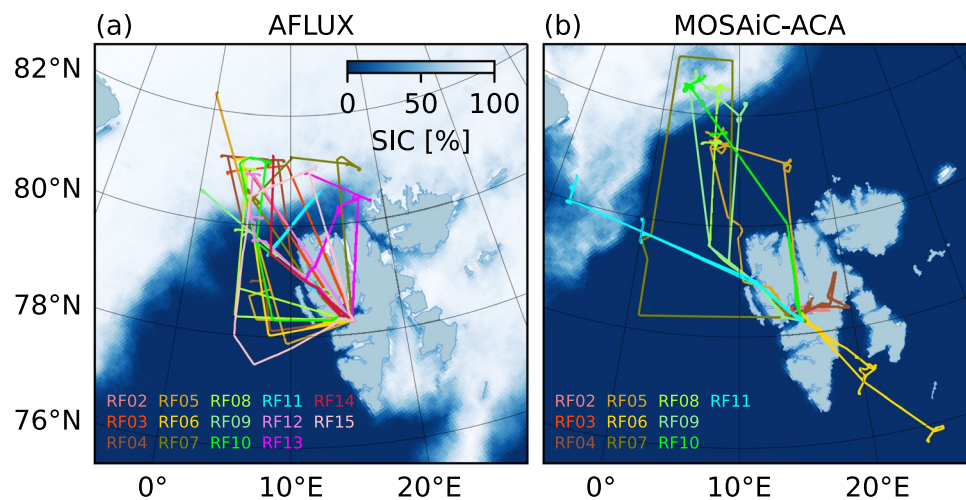 (a) AFLUX
(b) MOSAiC-ACA
82°N
80°N
78°N
76°N
0 50 100
SIC [%]
RF02 RF05 RF08 RF11 RF14
RF03 RF06 RF09 RF12 RF15
RF04 RF07 RF10 RF13
RF02 RF05 RF08 RF11
RF03 RF06 RF09
RF04 RF07 RF10
0° 10°E 20°E
0° 10°E 20°E